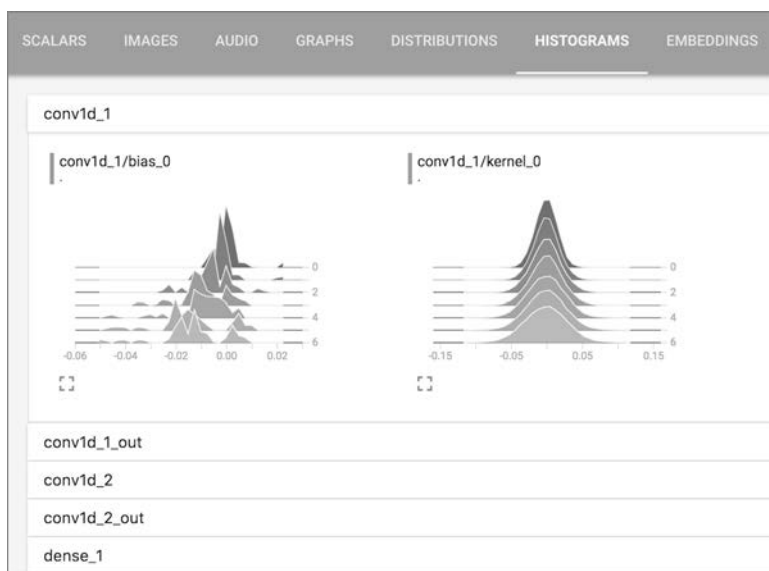 SCALARS IMAGES AUDIO GRAPHS DISTRIBUTIONS HISTOGRAMS EMBEDDINGS
conv1d_1
conv1d_1/bias_0 conv1d_1/kernel_0
. .
0 0
2 2
4 4
6 6
-0.06 -0.04 -0.02 0.00 0.02 -0.15 -0.05 0.05 0.15
conv1d_1_out
conv1d_2
conv1d_2_out
dense_1